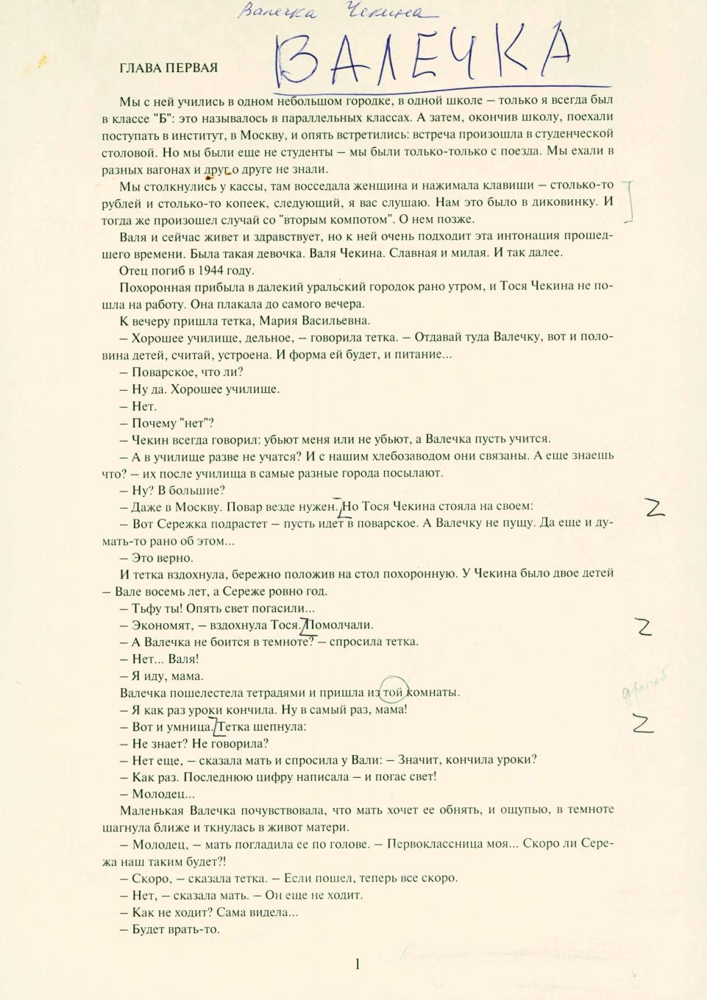 Валечка Чекина
ВАЛЕЧКА
ГЛАВА ПЕРВАЯ
Мы с ней учились в одном небольшом городке, в одной школе – только я всегда был
в классе "Б": это называлось в параллельных классах. А затем, окончив школу, поехали
поступать в институт, в Москву, и опять встретились: встреча произошла в студенческой
столовой. Но мы были еще не студенты – мы были только-только с поезда. Мы ехали в
разных вагонах и друг о друге не знали.
Мы столкнулись у кассы, там восседала женщина и нажимала клавиши – столько-то
рублей и столько-то копеек, следующий, я вас слушаю. Нам это было в диковинку. И
тогда же произошел случай со "вторым компотом". О нем позже.
Валя и сейчас живет и здравствует, но к ней очень подходит эта интонация прошед-
шего времени. Была такая девочка. Валя Чекина. Славная и милая. И так далее.
Отец погиб в 1944 году.
Похоронная прибыла в далекий уральский городок рано утром, и Тося Чекина не по-
шла на работу. Она плакала до самого вечера.
К вечеру пришла тетка, Мария Васильевна.
– Хорошее училище, дельное, – говорила тетка. – Отдавай туда Валечку, вот и поло-
вина детей, считай, устроена. И форма ей будет, и питание...
– Поварское, что ли?
– Ну да. Хорошее училище.
– Нет.
– Почему "нет"?
– Чекин всегда говорил: убьют меня или не убьют, а Валечка пусть учится.
– А в училище разве не учатся? И с нашим хлебозаводом они связаны. А еще знаешь
что? – их после училища в самые разные города посылают.
– Ну? В большие?
– Даже в Москву. Повар везде нужен. Но Тося Чекина стояла на своем: Z
– Вот Сережка подрастет – пусть идет в поварское. А Валечку не пущу. Да еще и ду-
мать-то рано об этом...
– Это верно.
И тетка вздохнула, бережно положив на стол похоронную. У Чекина было двое детей
– Вале восемь лет, а Сереже ровно год.
– Тьфу ты! Опять свет погасили...
– Экономят, – вздохнула Тося. Помолчали. Z
– А Валечка не боится в темноте? – спросила тетка.
– Нет... Валя!
– Я иду, мама.
Валечка пошелестела тетрадями и пришла из той комнаты. другой
– Я как раз уроки кончила. Ну в самый раз, мама!
– Вот и умница. Тетка шепнула: Z
– Не знает? Не говорила?
– Нет еще, – сказала мать и спросила у Вали: – Значит, кончила уроки?
– Как раз. Последнюю цифру написала – и погас свет!
– Молодец...
Маленькая Валечка почувствовала, что мать хочет ее обнять, и ощупью, в темноте
шагнула ближе и ткнулась в живот матери.
– Молодец, – мать погладила ее по голове. – Первоклассница моя... Скоро ли Сере-
жа наш таким будет?!
– Скоро, – сказала тетка. – Если пошел, теперь все скоро.
– Нет, – сказала мать. – Он еще не ходит.
– Как не ходит? Сама видела...
– Будет врать-то.
1